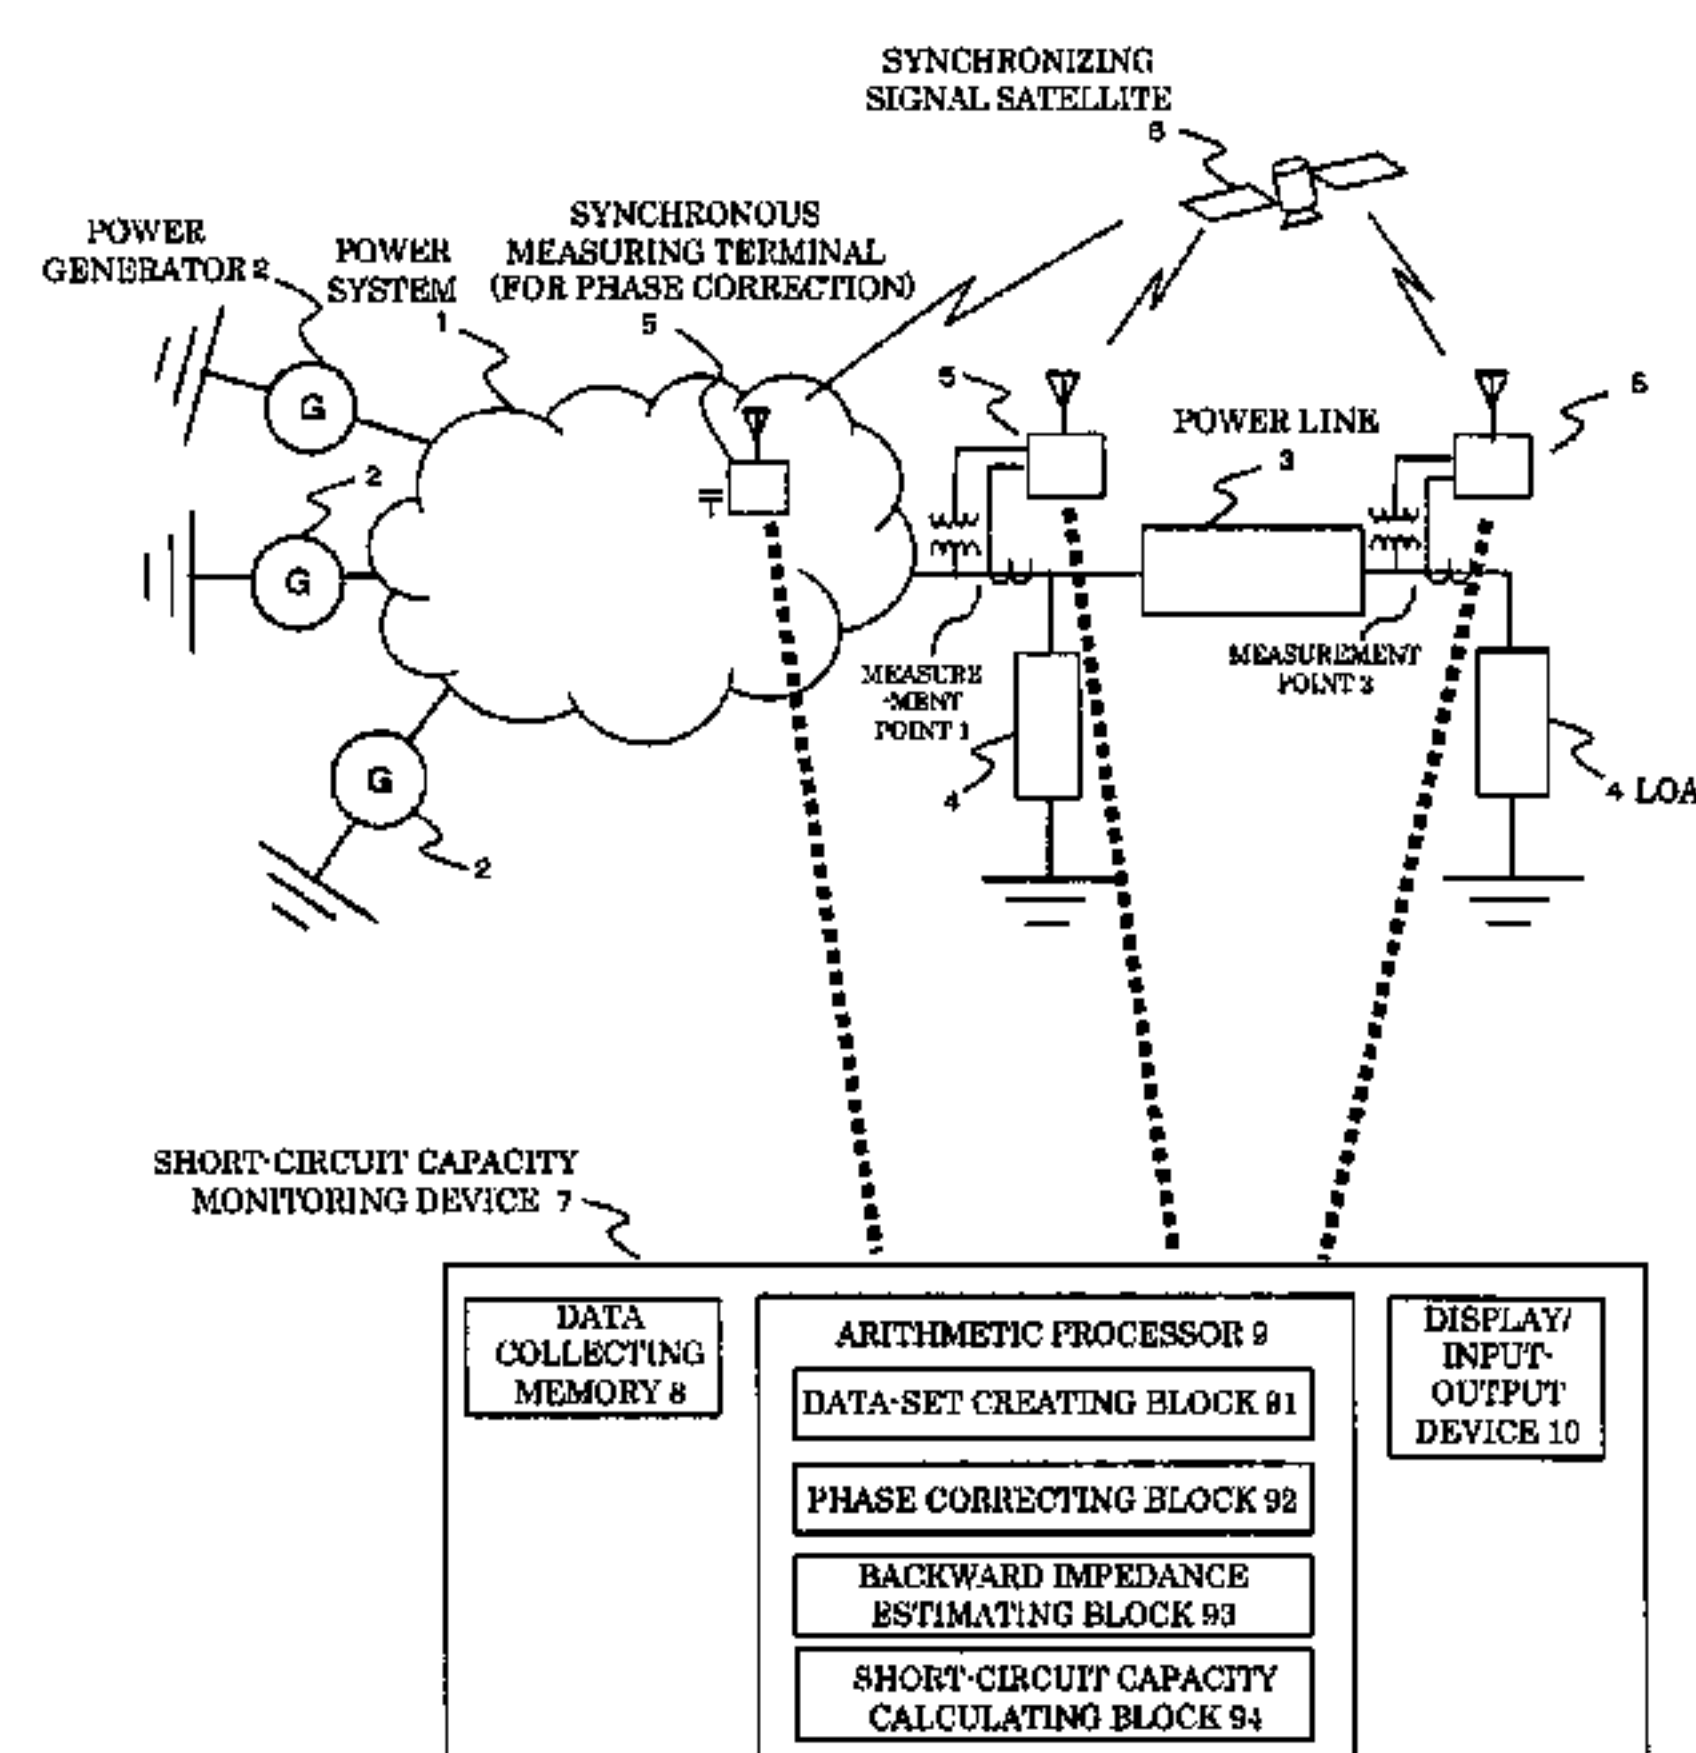 SYNCHRONIZING
SIGNAL SATELLITE
6
POWER
GENERATOR 2
POWER
SYSTEM
1
SYNCHRONOUS
MEASURING TERMINAL
(FOR PHASE CORRECTION)
5
G
5
POWER LINE
3
5
2
G
MEASURE
-MENT
POINT 1
MEASUREMENT
POINT 2
G
4
4 LOA
2
SHORT-CIRCUIT CAPACITY
MONITORING DEVICE 7
DATA
COLLECTING
MEMORY 8
ARITHMETIC PROCESSOR 9
DATA-SET CREATING BLOCK 91
PHASE CORRECTING BLOCK 92
BACKWARD IMPEDANCE
ESTIMATING BLOCK 93
SHORT-CIRCUIT CAPACITY
CALCULATING BLOCK 94
DISPLAY/
INPUT-
OUTPUT
DEVICE 10